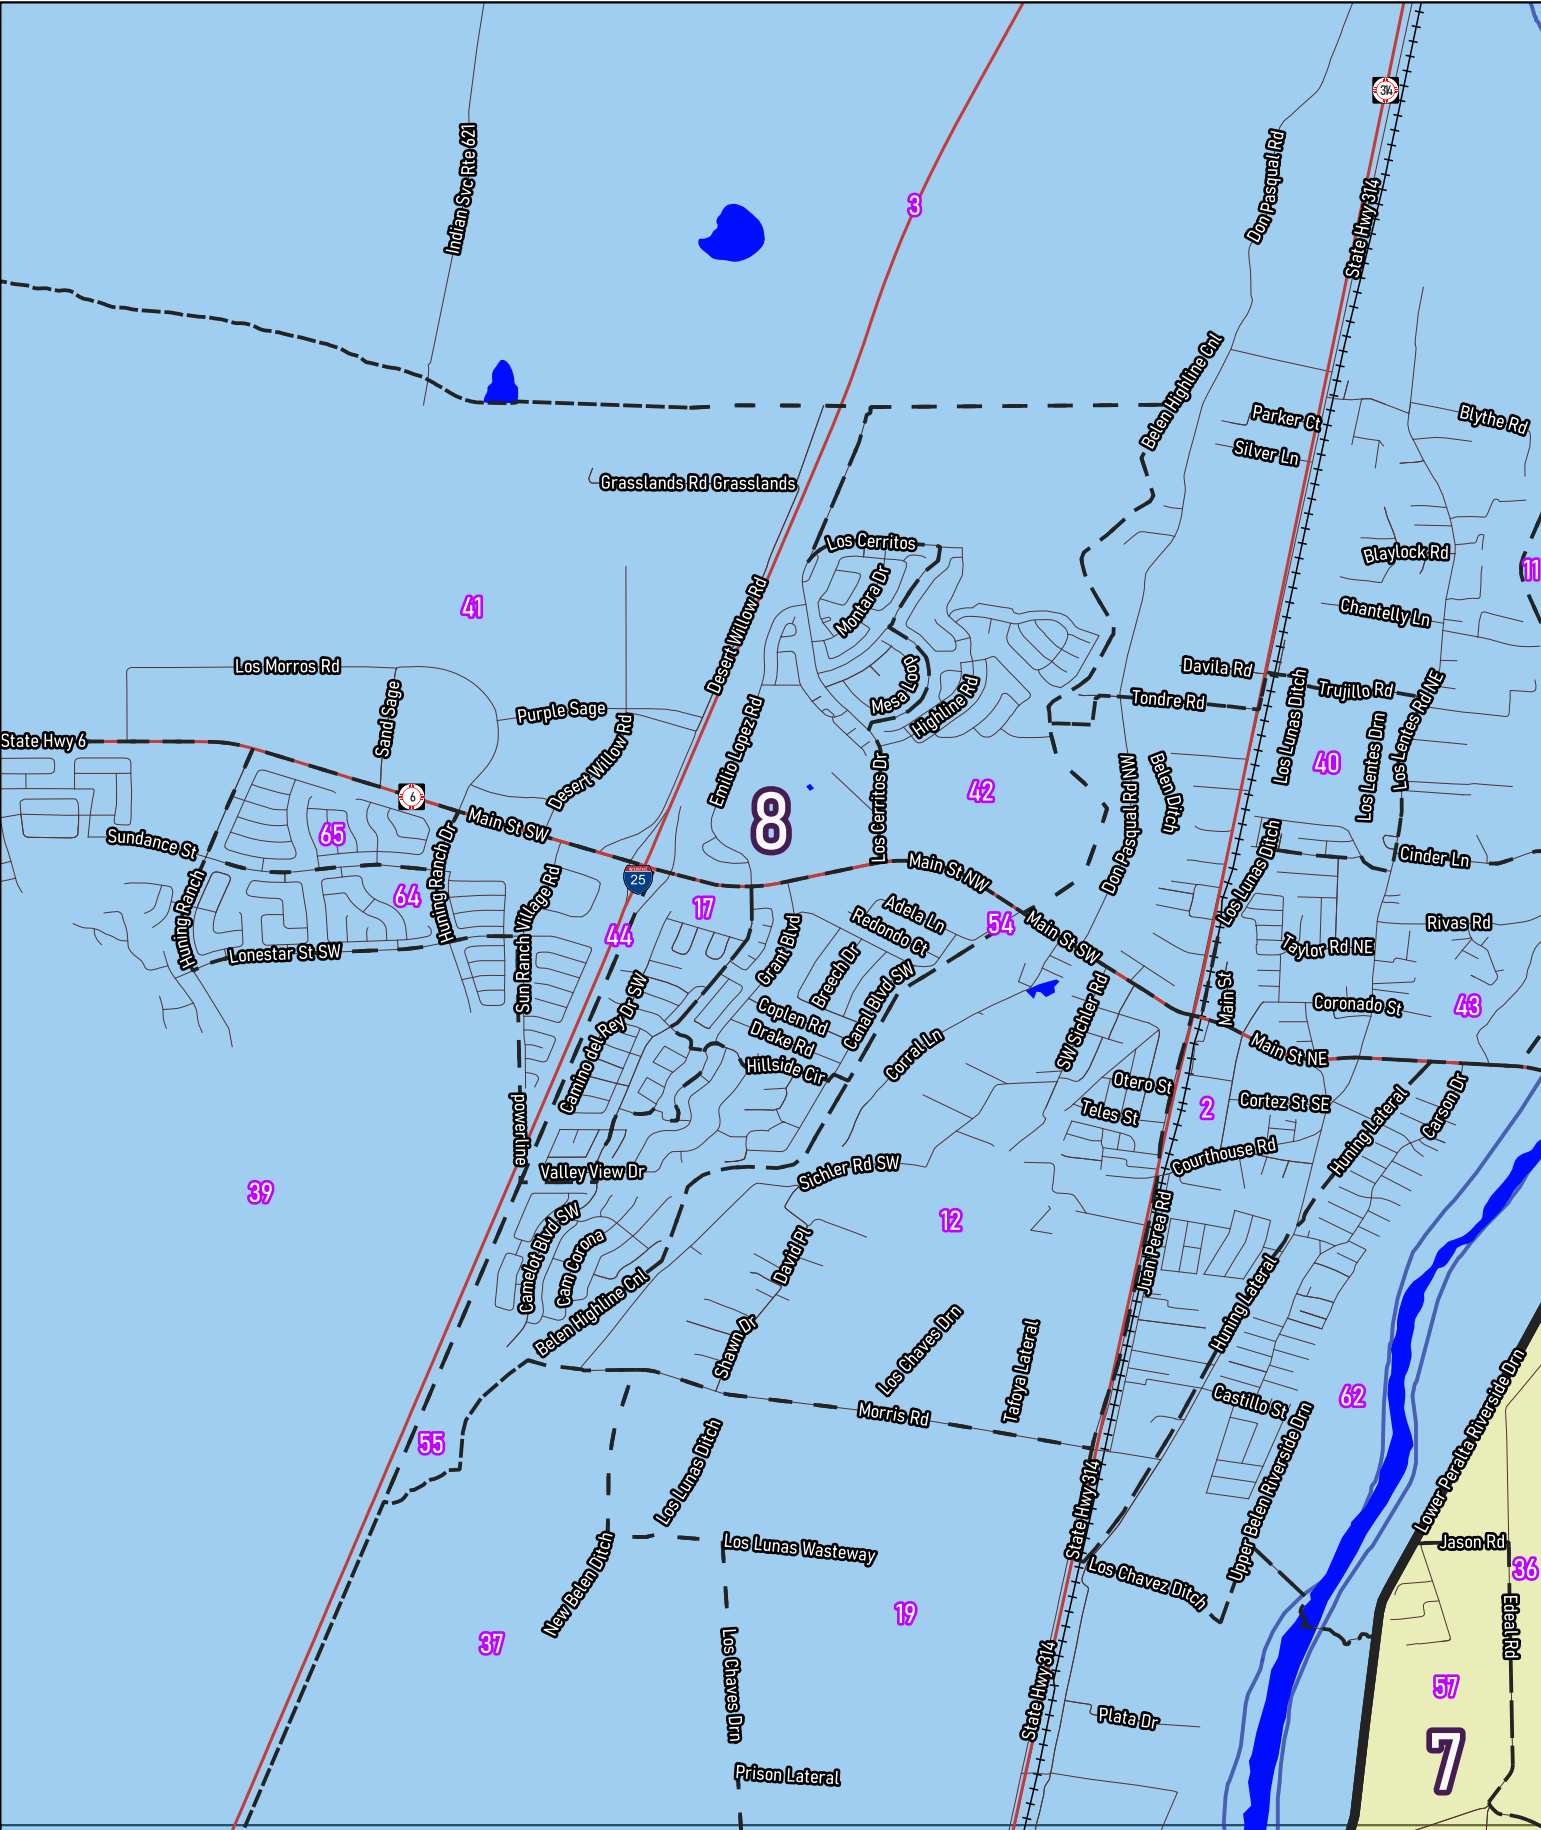 314
Indian Svc Rte 621
Don Pasqual Rd
State Hwy 314
3
Belen Highline Cnl
Parker Ct
Blythe Rd
Silver Ln
Grasslands Rd Grasslands
Los Cerritos
Blaylock Rd
11
Montara Dr
Chantelly Ln
41
Desert Willow Rd
Los Morros Rd
Davila Rd
Mesa Loop
Highline Rd
Tondre Rd
Los Lunas Ditch
Trujillo Rd
Los Lentes Rd NE
Sand Sage
Purple Sage
State Hwy 6
Desert Willow Rd
Emilio Lopez Rd
Los Lentes Drn
40
42
6
Los Cerritos Dr
Don Pasqual Rd NW
Belen Ditch
8
Main St SW
65
Sundance St
Huning Ranch Dr
Main St NW
Los Lunas Ditch
Cinder Ln
25
64
Huning Ranch
Sun Ranch Village Rd
17
44
Adela Ln
Redondo Ct
54
Main St SW
Rivas Rd
Taylor Rd NE
Lonestar St SW
Grant Blvd
Breech Dr
Canal Blvd SW
Coplen Rd
Drake Rd
Hillside Cir
Camino del Rey Dr SW
SW Sichler Rd
Main St
Coronado St
43
Corral Ln
Main St NE
Otero St
Teles St
2
Cortez St SE
Huning Lateral
Carson Dr
powerline
Valley View Dr
Sichler Rd SW
Courthouse Rd
39
12
Camelot Blvd SW
Cam Corona
David Pl
Juan Perea Rd
Belen Highline Cnl
Shawn Dr
Los Chaves Drn
Tafoya Lateral
Huning Lateral
62
Castillo St
Morris Rd
55
Los Lunas Ditch
State Hwy 314
Upper Belen Riverside Drn
Lower Peralta Riverside Drn
Jason Rd
New Belen Ditch
Los Lunas Wasteway
Los Chavez Ditch
36
Edeal Rd
19
37
Los Chaves Drn
State Hwy 314
Plata Dr
57
7
Prison Lateral